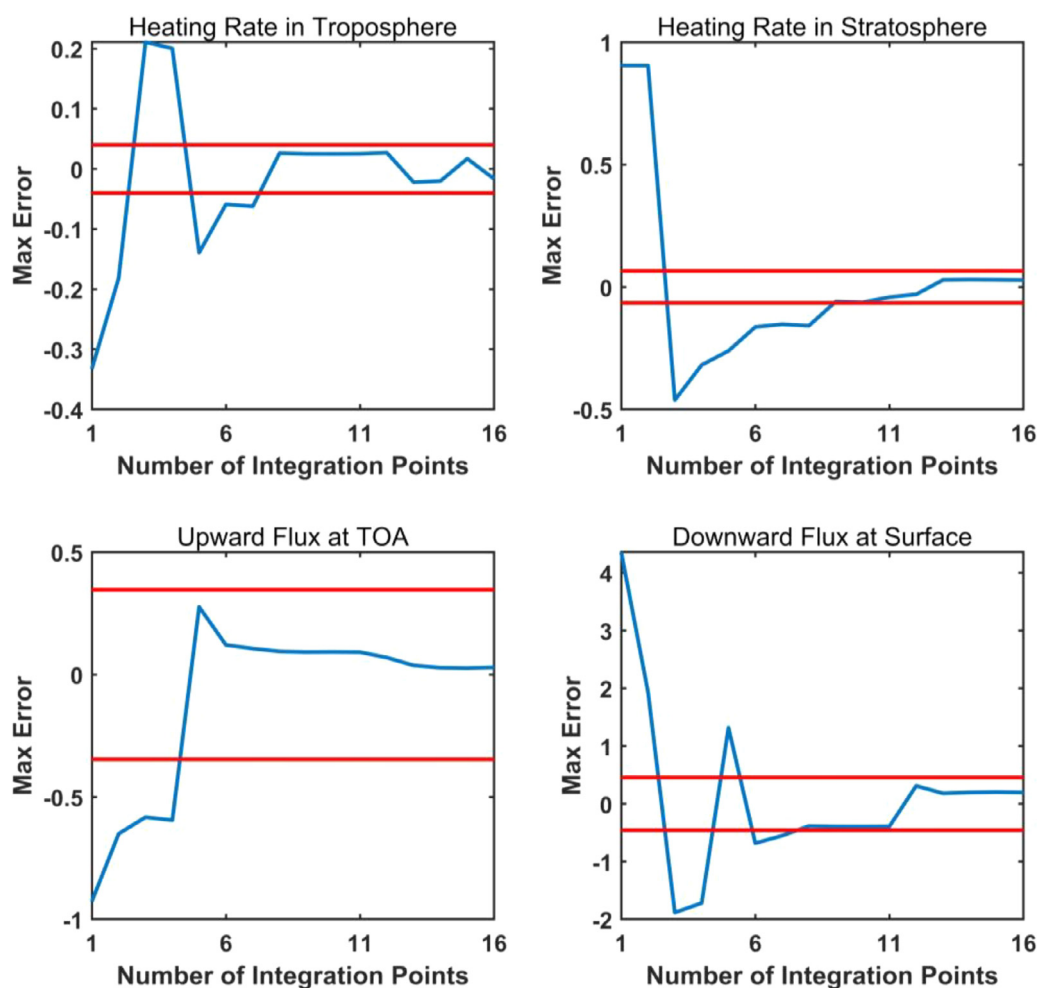 Heating Rate in Troposphere
0.2
0.1
0
-0.1
-0.2
-0.3
-0.4
Max Error
1 6 11 16
Number of Integration Points
Heating Rate in Stratosphere
1
0.5
0
-0.5
Max Error
1 6 11 16
Number of Integration Points
Upward Flux at TOA
0.5
0
-0.5
-1
Max Error
1 6 11 16
Number of Integration Points
Downward Flux at Surface
4
3
2
1
0
-1
-2
Max Error
1 6 11 16
Number of Integration Points